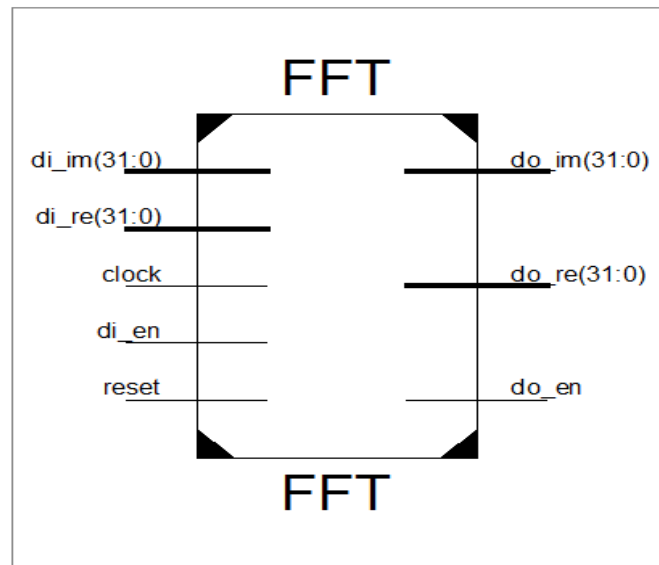 FFT
di_im(31:0)
do_im(31:0)
di_re(31:0)
clock
do_re(31:0)
di_en
reset
do_en
FFT